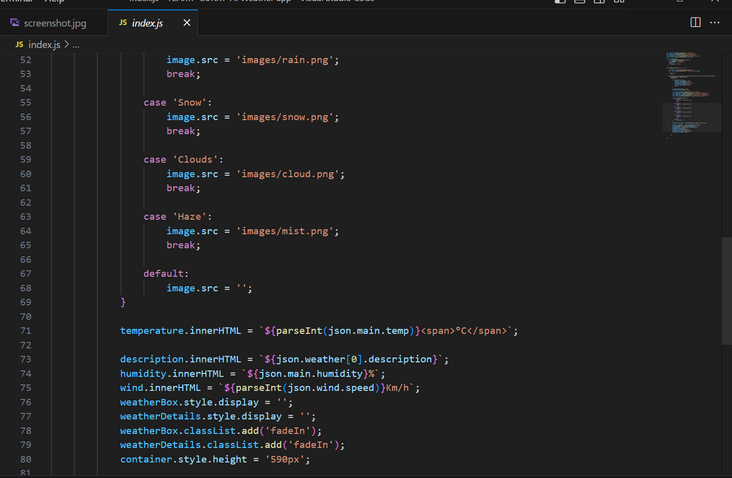 Help
screenshot.jpg
JS index.js
JS index.js > ...
52 image.src = 'images/rain.png';
53 break;
54
55 case 'Snow':
56 image.src = 'images/snow.png';
57 break;
58
59 case 'Clouds':
60 image.src = 'images/cloud.png';
61 break;
62
63 case 'Haze':
64 image.src = 'images/mist.png';
65 break;
66
67 default:
68 image.src = '';
69 }
70
71 temperature.innerHTML = `${parseInt(json.main.temp)}<span>°C</span>`;
72
73 description.innerHTML = `${json.weather[0].description}`;
74 humidity.innerHTML = `${json.main.humidity}%`;
75 wind.innerHTML = `${parseInt(json.wind.speed)}Km/h`;
76 weatherBox.style.display = '';
77 weatherDetails.style.display = '';
78 weatherBox.classList.add('fadeIn');
79 weatherDetails.classList.add('fadeIn');
80 container.style.height = '590px';
81